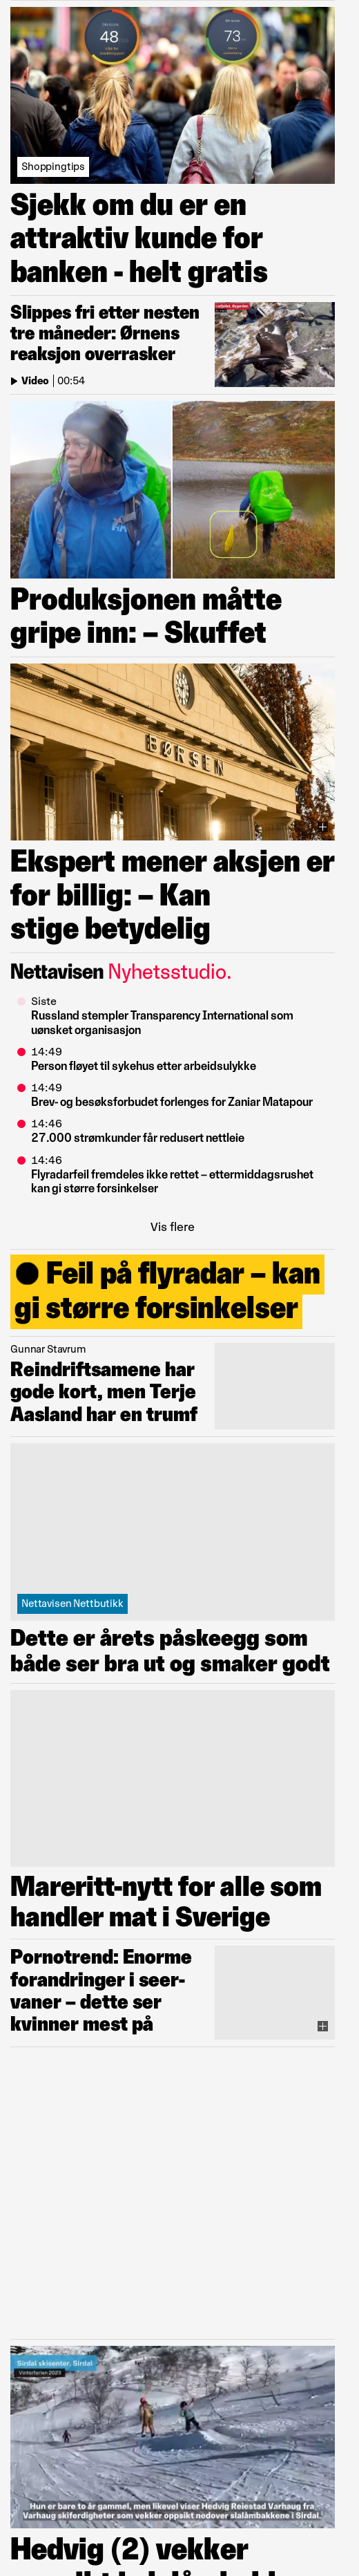 48
73
Shoppingtips
Sjekk om du er en
attraktiv kunde for
banken - helt gratis
Slippes fri etter nesten
tre måneder: Ørnens
reaksjon overrasker
Video | 00:54
Produksjonen måtte
gripe inn: – Skuffet
BØRSEN
Ekspert mener aksjen er
for billig: – Kan
stige betydelig
Nettavisen Nyhetsstudio.
Siste
Russland stempler Transparency International som
uønsket organisasjon
14:49
Person fløyet til sykehus etter arbeidsulykke
14:49
Brev- og besøksforbudet forlenges for Zaniar Matapour
14:46
27.000 strømkunder får redusert nettleie
14:46
Flyradarfeil fremdeles ikke rettet – ettermiddagsrushet
kan gi større forsinkelser
Vis flere
Feil på flyradar – kan
gi større forsinkelser
Gunnar Stavrum
Reindriftsamene har
gode kort, men Terje
Aasland har en trumf
Nettavisen Nettbutikk
Dette er årets påskeegg som
både ser bra ut og smaker godt
Mareritt-nytt for alle som
handler mat i Sverige
Pornotrend: Enorme
forandringer i seer-
vaner – dette ser
kvinner mest på
Sirdal skisenter, Sirdal
Vinterferien 2023
Hun er bare to år gammel, men likevel viser Hedvig Reiestad Varhaug fra
Varhaug skiferdigheter som vekker oppsikt nedover slalåmbakkene i Sirdal.
Hedvig (2) vekker